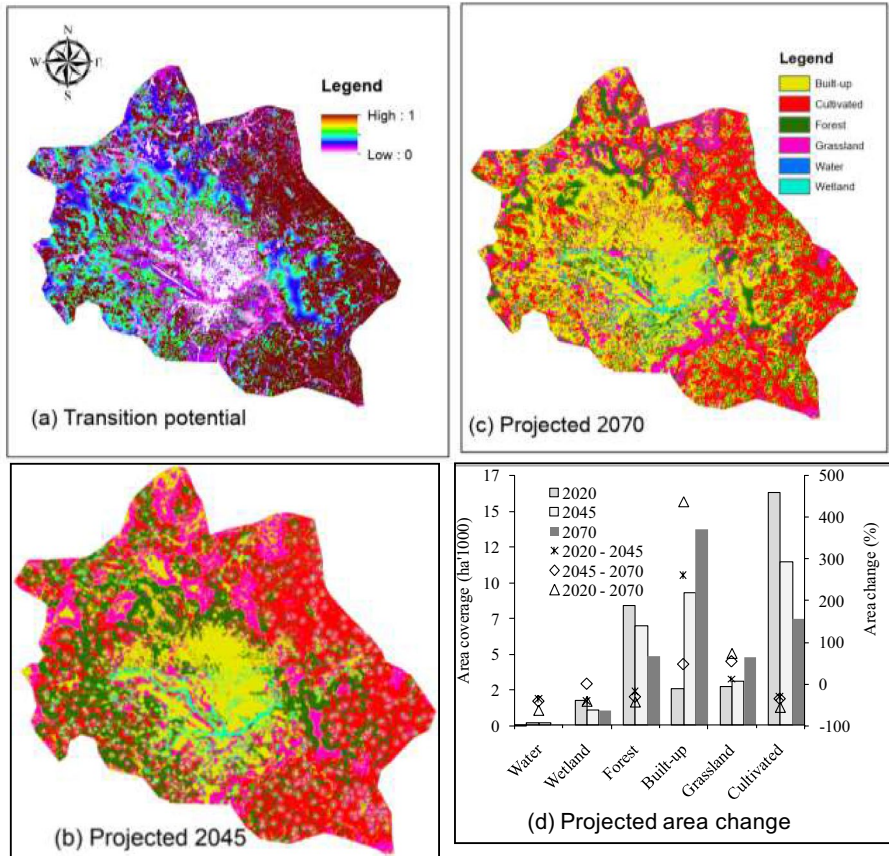 N
W E
S
Legend
High : 1
Low : 0
(a) Transition potential
Legend
Built-up
Cultivated
Forest
Grassland
Water
Wetland
(c) Projected 2070
(b) Projected 2045
Area coverage (ha'1000)
17
15
12
10
7
5
2
0
2020
2045
2070
2020 - 2045
2045 - 2070
2020 - 2070
500
400
300
200
100
0
-100
Area change (%)
Water
Wetland
Forest
Built-up
Grassland
Cultivated
(d) Projected area change